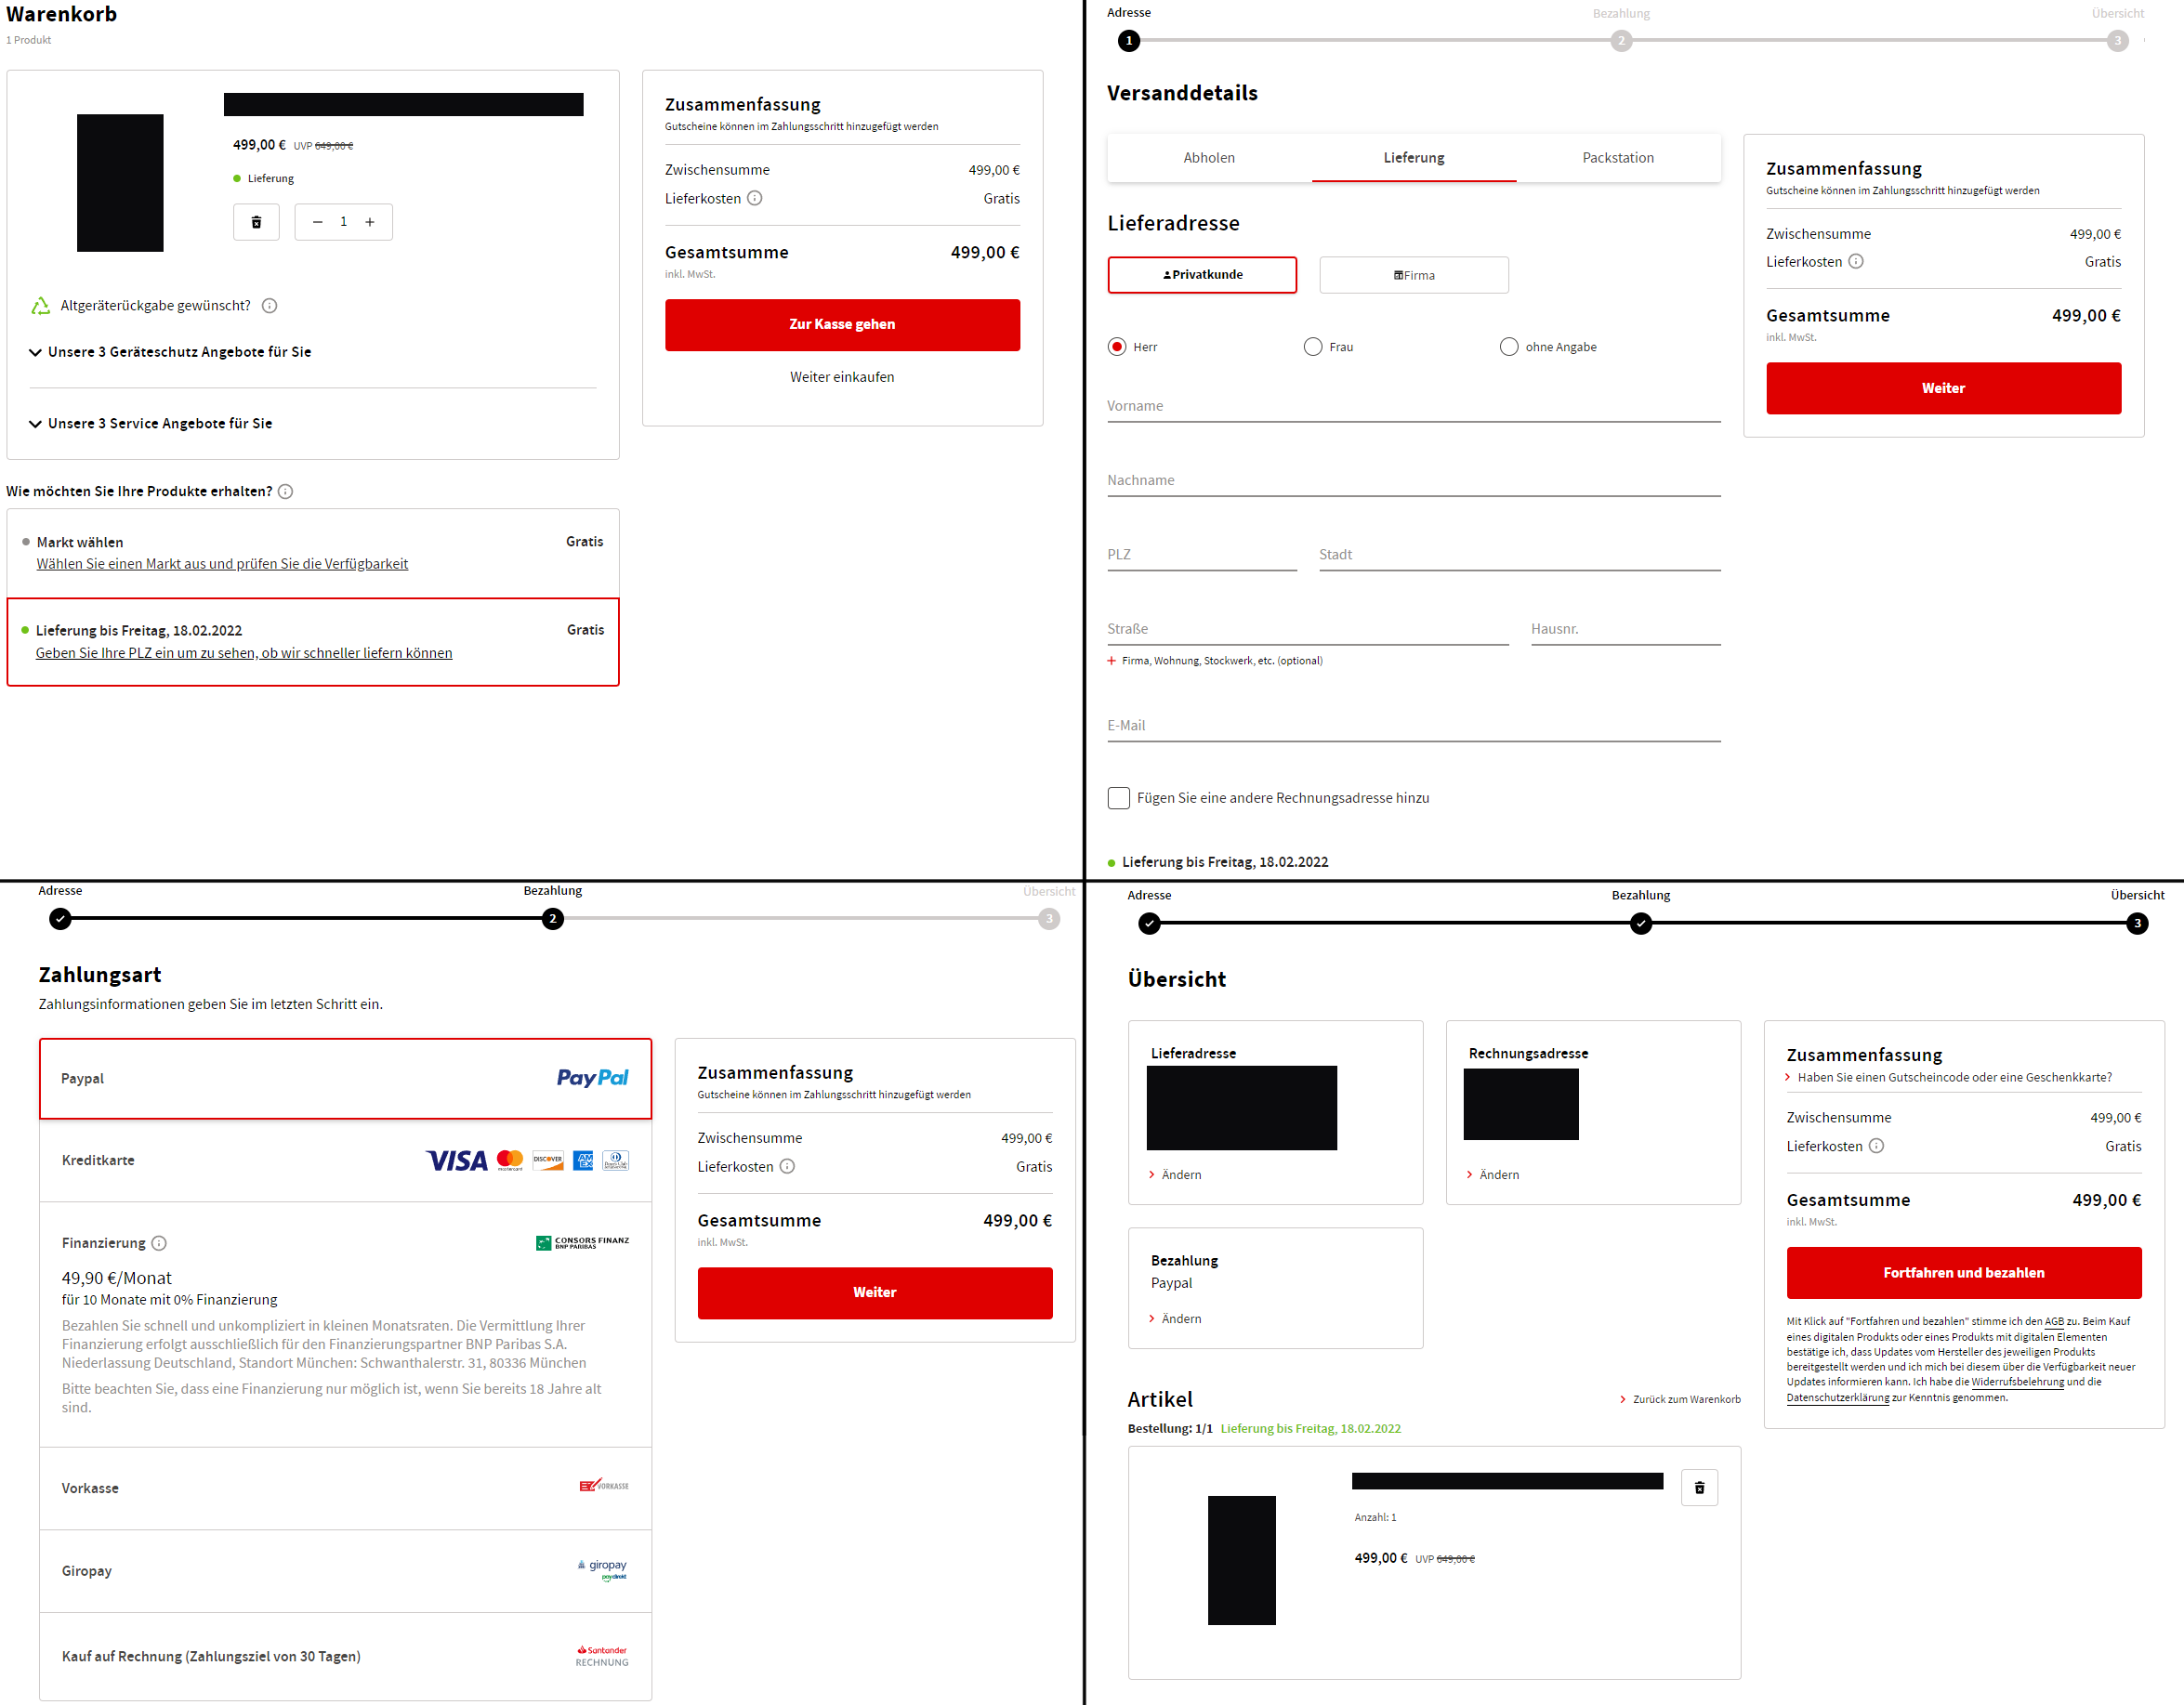 Warenkorb
1 Produkt
499,00 € UVP 649,00 €
Lieferung
1
Altgeräterückgabe gewünscht?
Unsere 3 Geräteschutz Angebote für Sie
Unsere 3 Service Angebote für Sie
Zusammenfassung
Gutscheine können im Zahlungsschritt hinzugefügt werden
Zwischensumme 499,00 €
Lieferkosten Gratis
Gesamtsumme 499,00 €
inkl. MwSt.
Zur Kasse gehen
Weiter einkaufen
Wie möchten Sie Ihre Produkte erhalten?
Markt wählen Gratis
Wählen Sie einen Markt aus und prüfen Sie die Verfügbarkeit
Lieferung bis Freitag, 18.02.2022 Gratis
Geben Sie Ihre PLZ ein um zu sehen, ob wir schneller liefern können
Adresse Bezahlung Übersicht
1 2 3
Versanddetails
Abholen Lieferung Packstation
Lieferadresse
Privatkunde Firma
Herr Frau ohne Angabe
Vorname
Nachname
PLZ Stadt
Straße Hausnr.
+ Firma, Wohnung, Stockwerk, etc. (optional)
E-Mail
Fügen Sie eine andere Rechnungsadresse hinzu
Lieferung bis Freitag, 18.02.2022
Zusammenfassung
Gutscheine können im Zahlungsschritt hinzugefügt werden
Zwischensumme 499,00 €
Lieferkosten Gratis
Gesamtsumme 499,00 €
inkl. MwSt.
Weiter
Adresse Bezahlung Übersicht
2 3
Zahlungsart
Zahlungsinformationen geben Sie im letzten Schritt ein.
Paypal PayPal
Kreditkarte VISA mastercard DISCOVER AMEX Diners Club
Finanzierung CONSORS FINANZ
BNP PARIBAS
49,90 €/Monat
für 10 Monate mit 0% Finanzierung
Bezahlen Sie schnell und unkompliziert in kleinen Monatsraten. Die Vermittlung Ihrer
Finanzierung erfolgt ausschließlich für den Finanzierungspartner BNP Paribas S.A.
Niederlassung Deutschland, Standort München: Schwanthalerstr. 31, 80336 München
Bitte beachten Sie, dass eine Finanzierung nur möglich ist, wenn Sie bereits 18 Jahre alt
sind.
Vorkasse VORKASSE
Giropay giropay
paydirekt
Kauf auf Rechnung (Zahlungsziel von 30 Tagen) Santander
RECHNUNG
Zusammenfassung
Gutscheine können im Zahlungsschritt hinzugefügt werden
Zwischensumme 499,00 €
Lieferkosten Gratis
Gesamtsumme 499,00 €
inkl. MwSt.
Weiter
Adresse Bezahlung Übersicht
3
Übersicht
Lieferadresse
Ändern
Rechnungsadresse
Ändern
Bezahlung
Paypal
Ändern
Artikel Zurück zum Warenkorb
Bestellung: 1/1 Lieferung bis Freitag, 18.02.2022
Anzahl: 1
499,00 € UVP 649,00 €
Zusammenfassung
Haben Sie einen Gutscheincode oder eine Geschenkkarte?
Zwischensumme 499,00 €
Lieferkosten Gratis
Gesamtsumme 499,00 €
inkl. MwSt.
Fortfahren und bezahlen
Mit Klick auf "Fortfahren und bezahlen" stimme ich den AGB zu. Beim Kauf
eines digitalen Produkts oder eines Produkts mit digitalen Elementen
bestätige ich, dass Updates vom Hersteller des jeweiligen Produkts
bereitgestellt werden und ich mich bei diesem über die Verfügbarkeit neuer
Updates informieren kann. Ich habe die Widerrufsbelehrung und die
Datenschutzerklärung zur Kenntnis genommen.